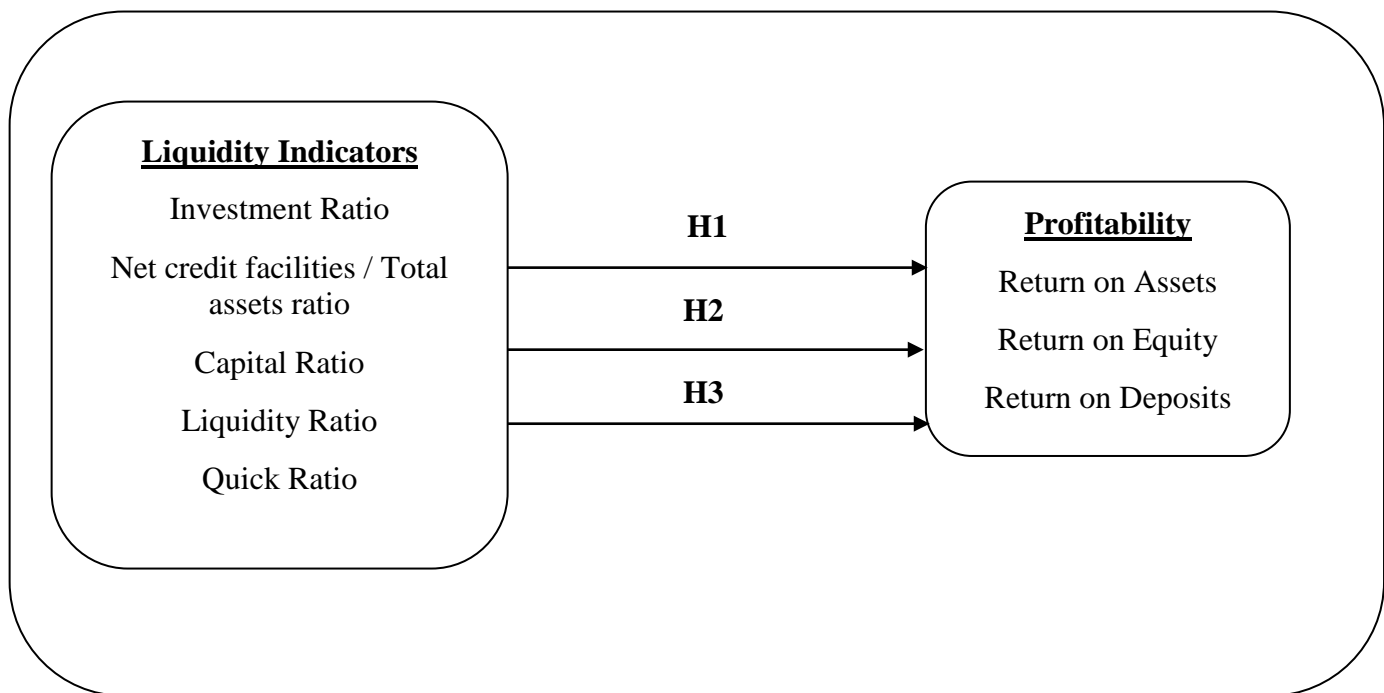 Liquidity Indicators
Investment Ratio
Net credit facilities / Total
assets ratio
Capital Ratio
Liquidity Ratio
Quick Ratio
H1
H2
H3
Profitability
Return on Assets
Return on Equity
Return on Deposits